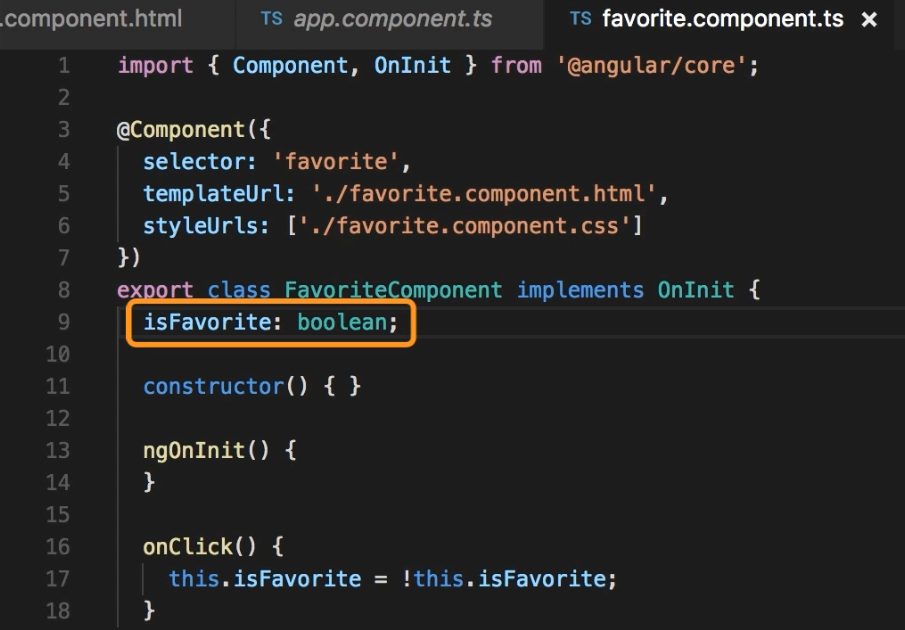 .component.html
TS app.component.ts
TS favorite.component.ts ×
1 import { Component, OnInit } from '@angular/core';
2
3 @Component({
4 selector: 'favorite',
5 templateUrl: './favorite.component.html',
6 styleUrls: ['./favorite.component.css']
7 })
8 export class FavoriteComponent implements OnInit {
9 isFavorite: boolean;
10
11 constructor() { }
12
13 ngOnInit() {
14 }
15
16 onClick() {
17 this.isFavorite = !this.isFavorite;
18 }